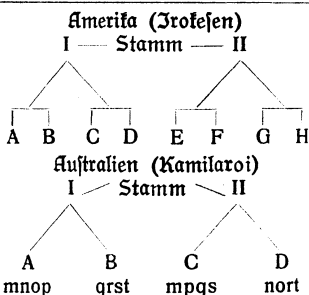 Amerika (Irokesen)
I Stamm II
A B C D E F G H
Australien (Kamilaroi)
I Stamm II
A B C D
mnop qrst mpqs nort